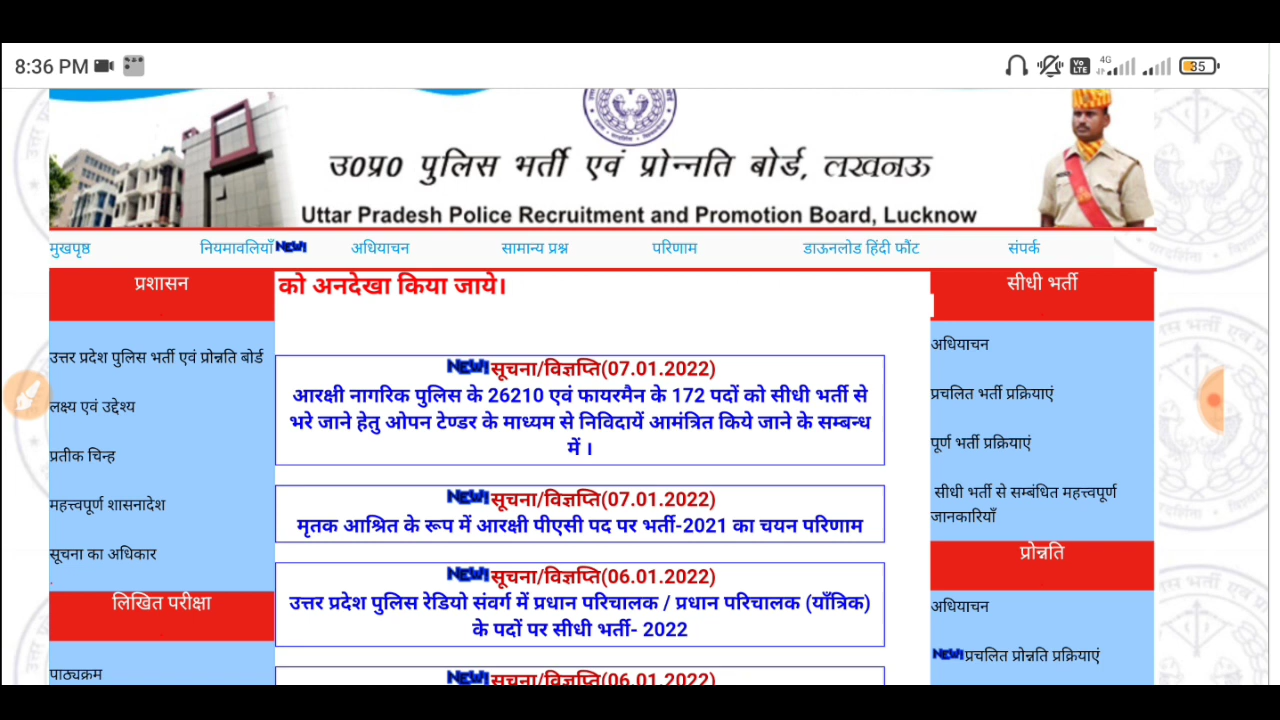 8:36 PM
4G
Vo
LTE
35
उ0प्र0 पुलिस भर्ती एवं प्रोन्नति बोर्ड, लखनऊ
Uttar Pradesh Police Recruitment and Promotion Board, Lucknow
मुखपृष्ठ
नियमावलियाँ NEW!
अधियाचन
सामान्य प्रश्न
परिणाम
डाऊनलोड हिंदी फौंट
संपर्क
प्रशासन
उत्तर प्रदेश पुलिस भर्ती एवं प्रोन्नति बोर्ड
लक्ष्य एवं उद्देश्य
प्रतीक चिन्ह
महत्त्वपूर्ण शासनादेश
सूचना का अधिकार
लिखित परीक्षा
पाठ्यक्रम
को अनदेखा किया जाये।
NEW! सूचना/विज्ञप्ति(07.01.2022)
आरक्षी नागरिक पुलिस के 26210 एवं फायरमैन के 172 पदों को सीधी भर्ती से
भरे जाने हेतु ओपन टेण्डर के माध्यम से निविदायें आमंत्रित किये जाने के सम्बन्ध
में ।
NEW! सूचना/विज्ञप्ति(07.01.2022)
मृतक आश्रित के रूप में आरक्षी पीएसी पद पर भर्ती-2021 का चयन परिणाम
NEW! सूचना/विज्ञप्ति(06.01.2022)
उत्तर प्रदेश पुलिस रेडियो संवर्ग में प्रधान परिचालक / प्रधान परिचालक (याँत्रिक)
के पदों पर सीधी भर्ती- 2022
NEW! सूचना/विज्ञप्ति(06.01.2022)
सीधी भर्ती
अधियाचन
प्रचलित भर्ती प्रक्रियाएं
पूर्ण भर्ती प्रक्रियाएं
सीधी भर्ती से सम्बंधित महत्त्वपूर्ण
जानकारियाँ
प्रोन्नति
अधियाचन
NEW! प्रचलित प्रोन्नति प्रक्रियाएं